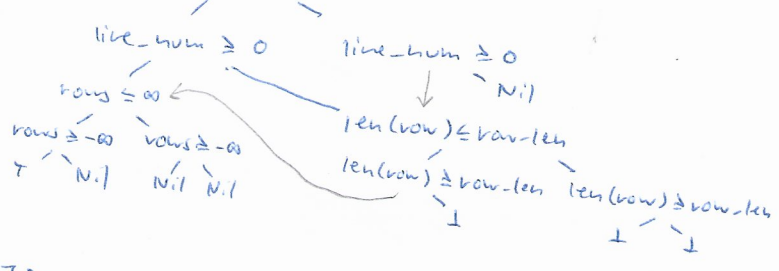 line_num ≥ 0 line_num ≥ 0
rows ≤ ∞ Nil
len(row) ≤ row_len
rows ≥ -∞ rows ≥ -∞
len(row) ≥ row_len len(row) ≥ row_len
T Nil Nil Nil
⊥ ⊥ ⊥